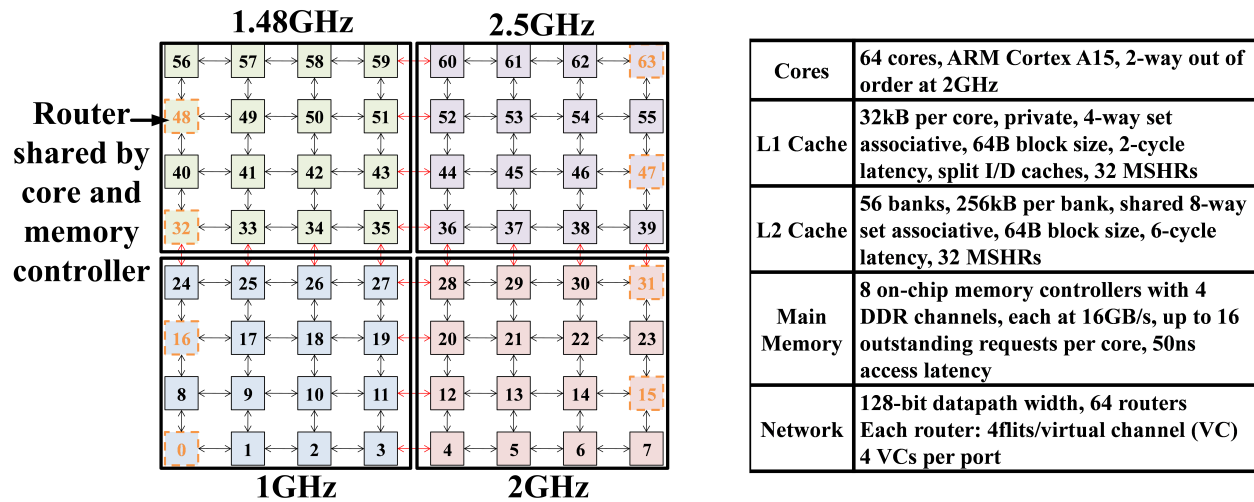 1.48GHz 2.5GHz
56 57 58 59 60 61 62 63
48 49 50 51 52 53 54 55
40 41 42 43 44 45 46 47
32 33 34 35 36 37 38 39
24 25 26 27 28 29 30 31
16 17 18 19 20 21 22 23
8 9 10 11 12 13 14 15
0 1 2 3 4 5 6 7
1GHz 2GHz
Router
shared by
core and
memory
controller
Cores
64 cores, ARM Cortex A15, 2-way out of
order at 2GHz
L1 Cache
32kB per core, private, 4-way set
associative, 64B block size, 2-cycle
latency, split I/D caches, 32 MSHRs
L2 Cache
56 banks, 256kB per bank, shared 8-way
set associative, 64B block size, 6-cycle
latency, 32 MSHRs
Main
Memory
8 on-chip memory controllers with 4
DDR channels, each at 16GB/s, up to 16
outstanding requests per core, 50ns
access latency
Network
128-bit datapath width, 64 routers
Each router: 4flits/virtual channel (VC)
4 VCs per port